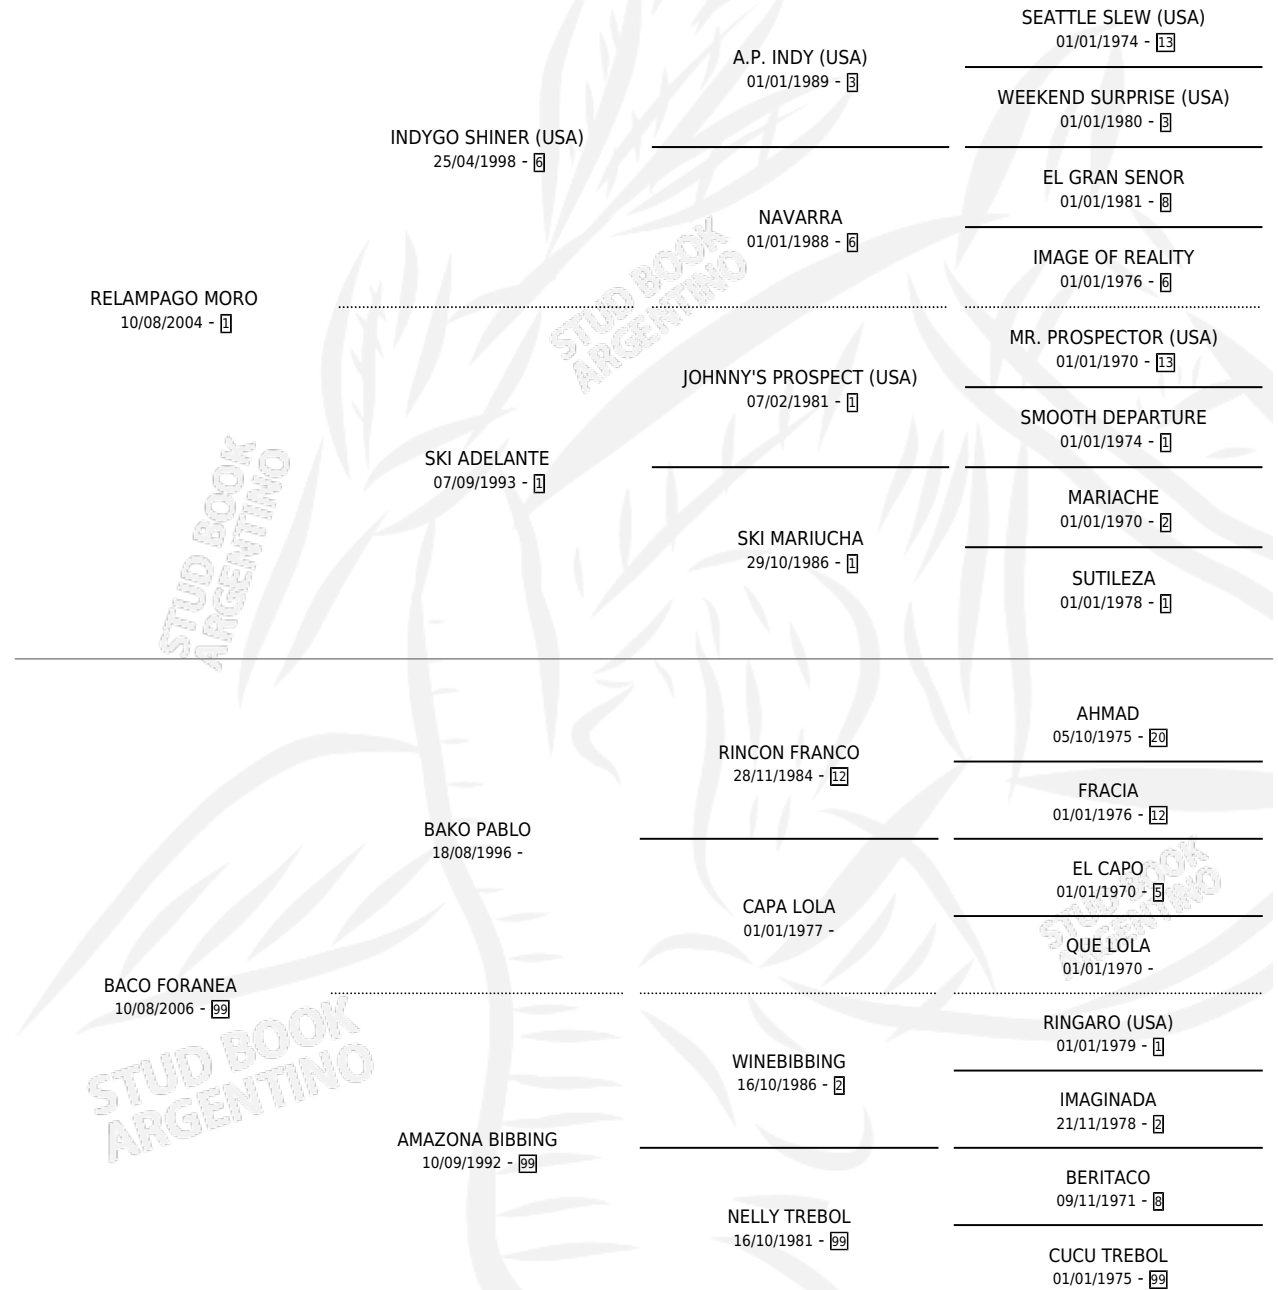 SEATTLE SLEW (USA)
01/01/1974 - 13
A.P. INDY (USA)
01/01/1989 - 3
WEEKEND SURPRISE (USA)
01/01/1980 - 3
INDYGO SHINER (USA)
25/04/1998 - 6
EL GRAN SENOR
01/01/1981 - 8
NAVARRA
01/01/1988 - 6
IMAGE OF REALITY
01/01/1976 - 6
RELAMPAGO MORO
10/08/2004 - 1
MR. PROSPECTOR (USA)
01/01/1970 - 13
JOHNNY'S PROSPECT (USA)
07/02/1981 - 1
SMOOTH DEPARTURE
01/01/1974 - 1
SKI ADELANTE
07/09/1993 - 1
MARIACHE
01/01/1970 - 2
SKI MARIUCHA
29/10/1986 - 1
SUTILEZA
01/01/1978 - 1
STUD BOOK
ARGENTINO
STUD BOOK
ARGENTINO
AHMAD
05/10/1975 - 20
RINCON FRANCO
28/11/1984 - 12
FRACIA
01/01/1976 - 12
BAKO PABLO
18/08/1996 -
EL CAPO
01/01/1970 - 5
CAPA LOLA
01/01/1977 -
QUE LOLA
01/01/1970 -
STUD BOOK
ARGENTINO
BACO FORANEA
10/08/2006 - 99
RINGARO (USA)
01/01/1979 - 1
WINEBIBBING
16/10/1986 - 2
IMAGINADA
21/11/1978 - 2
AMAZONA BIBBING
10/09/1992 - 99
BERITACO
09/11/1971 - 8
NELLY TREBOL
16/10/1981 - 99
CUCU TREBOL
01/01/1975 - 99
STUD BOOK
ARGENTINO